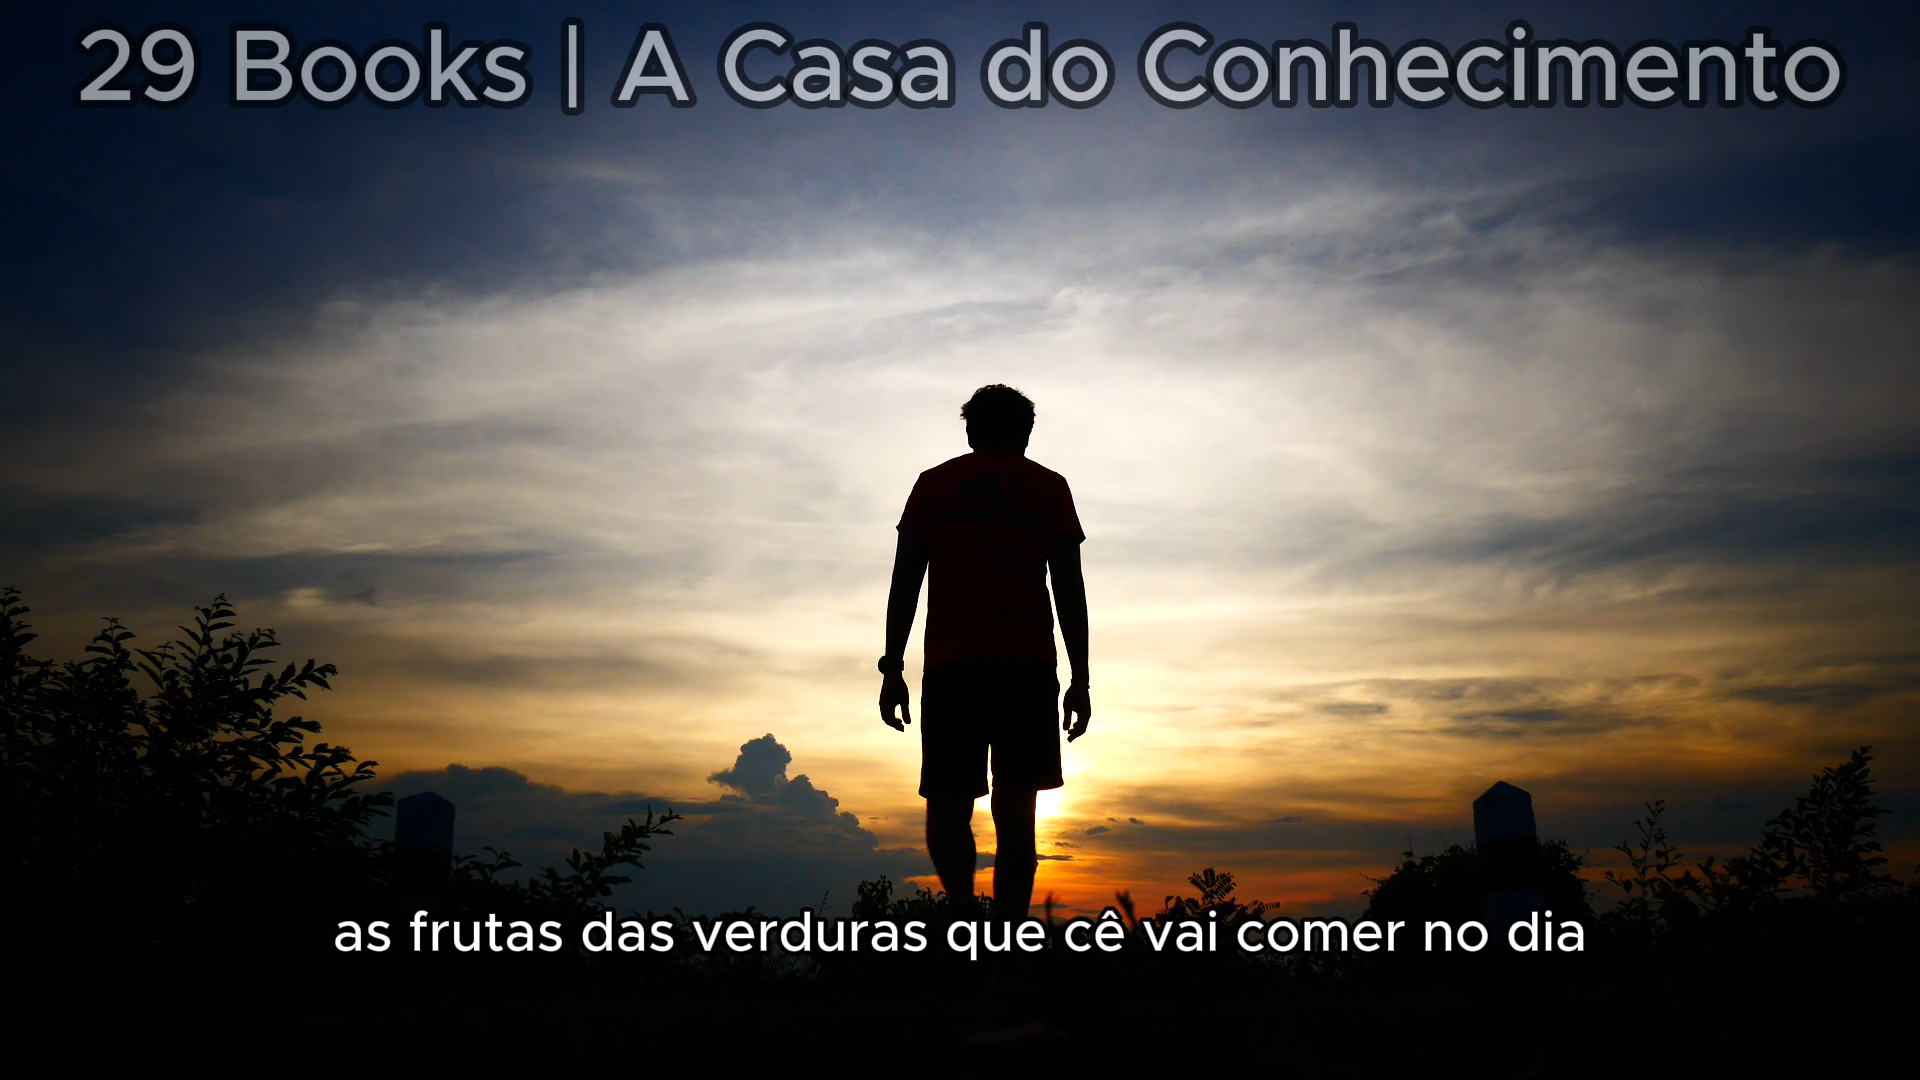 29 Books | A Casa do Conhecimento
as frutas das verduras que cê vai comer no dia